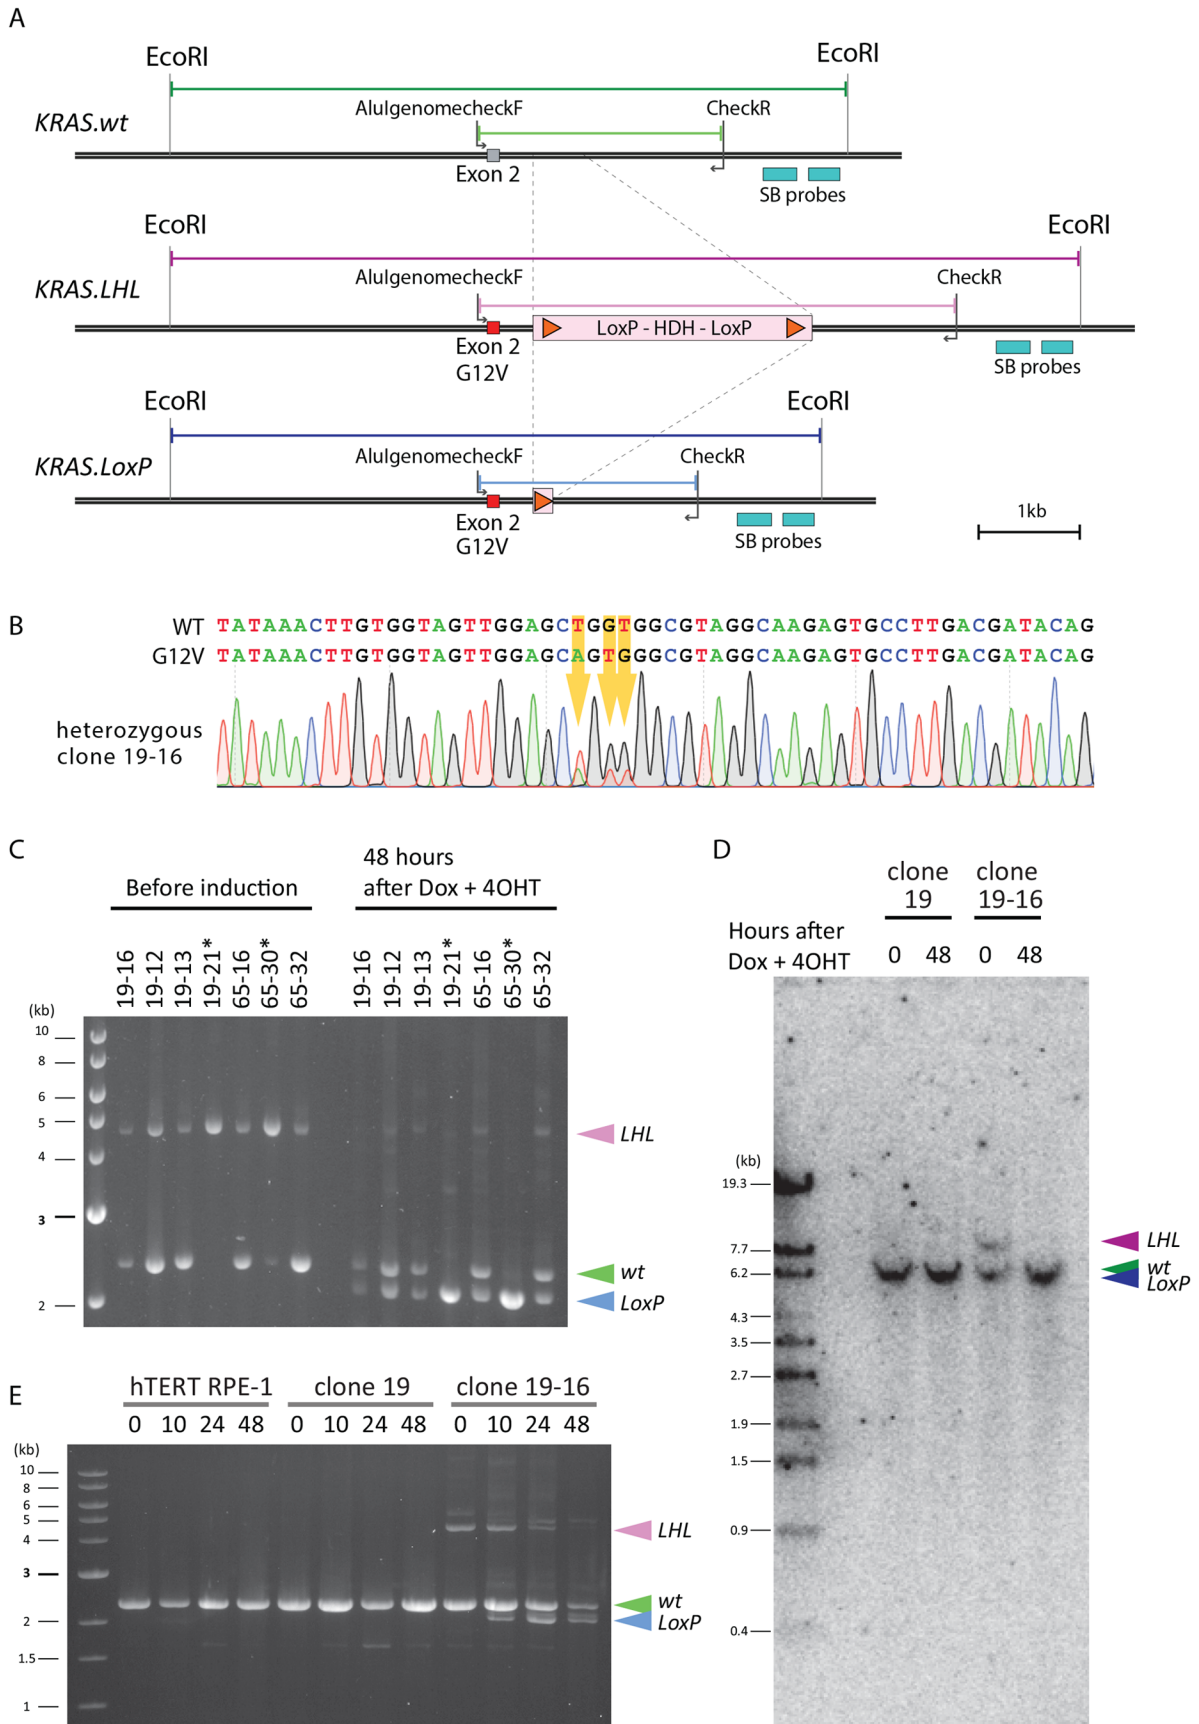 A
EcoRI
EcoRI
AluIgenomecheckF
CheckR
KRAS.wt
Exon 2
SB probes
EcoRI
EcoRI
AluIgenomecheckF
CheckR
KRAS.LHL
LoxP - HDH - LoxP
Exon 2
G12V
SB probes
EcoRI
EcoRI
AluIgenomecheckF
CheckR
KRAS.LoxP
Exon 2
G12V
SB probes
1kb
B
WT TATAAACTTGTGGTAGTTGGAGCTGGTGGCGTAGGCAAGAGTGCCTTGACGATACAG
G12V TATAAACTTGTGGTAGTTGGAGCAGTGGGCGTAGGCAAGAGTGCCTTGACGATACAG
heterozygous
clone 19-16
C
Before induction
48 hours
after Dox + 4OHT
19-16 19-12 19-13 19-21* 65-16 65-30* 65-32
19-16 19-12 19-13 19-21* 65-16 65-30* 65-32
(kb)
10
8
6
5
4
3
2
LHL
wt
LoxP
D
clone 19
clone 19-16
Hours after
Dox + 4OHT
0 48 0 48
(kb)
19.3
7.7
6.2
4.3
3.5
2.7
1.9
1.5
0.9
0.4
LHL
wt
LoxP
E
hTERT RPE-1 clone 19 clone 19-16
0 10 24 48 0 10 24 48 0 10 24 48
(kb)
10
8
6
5
4
3
2
1.5
1
LHL
wt
LoxP